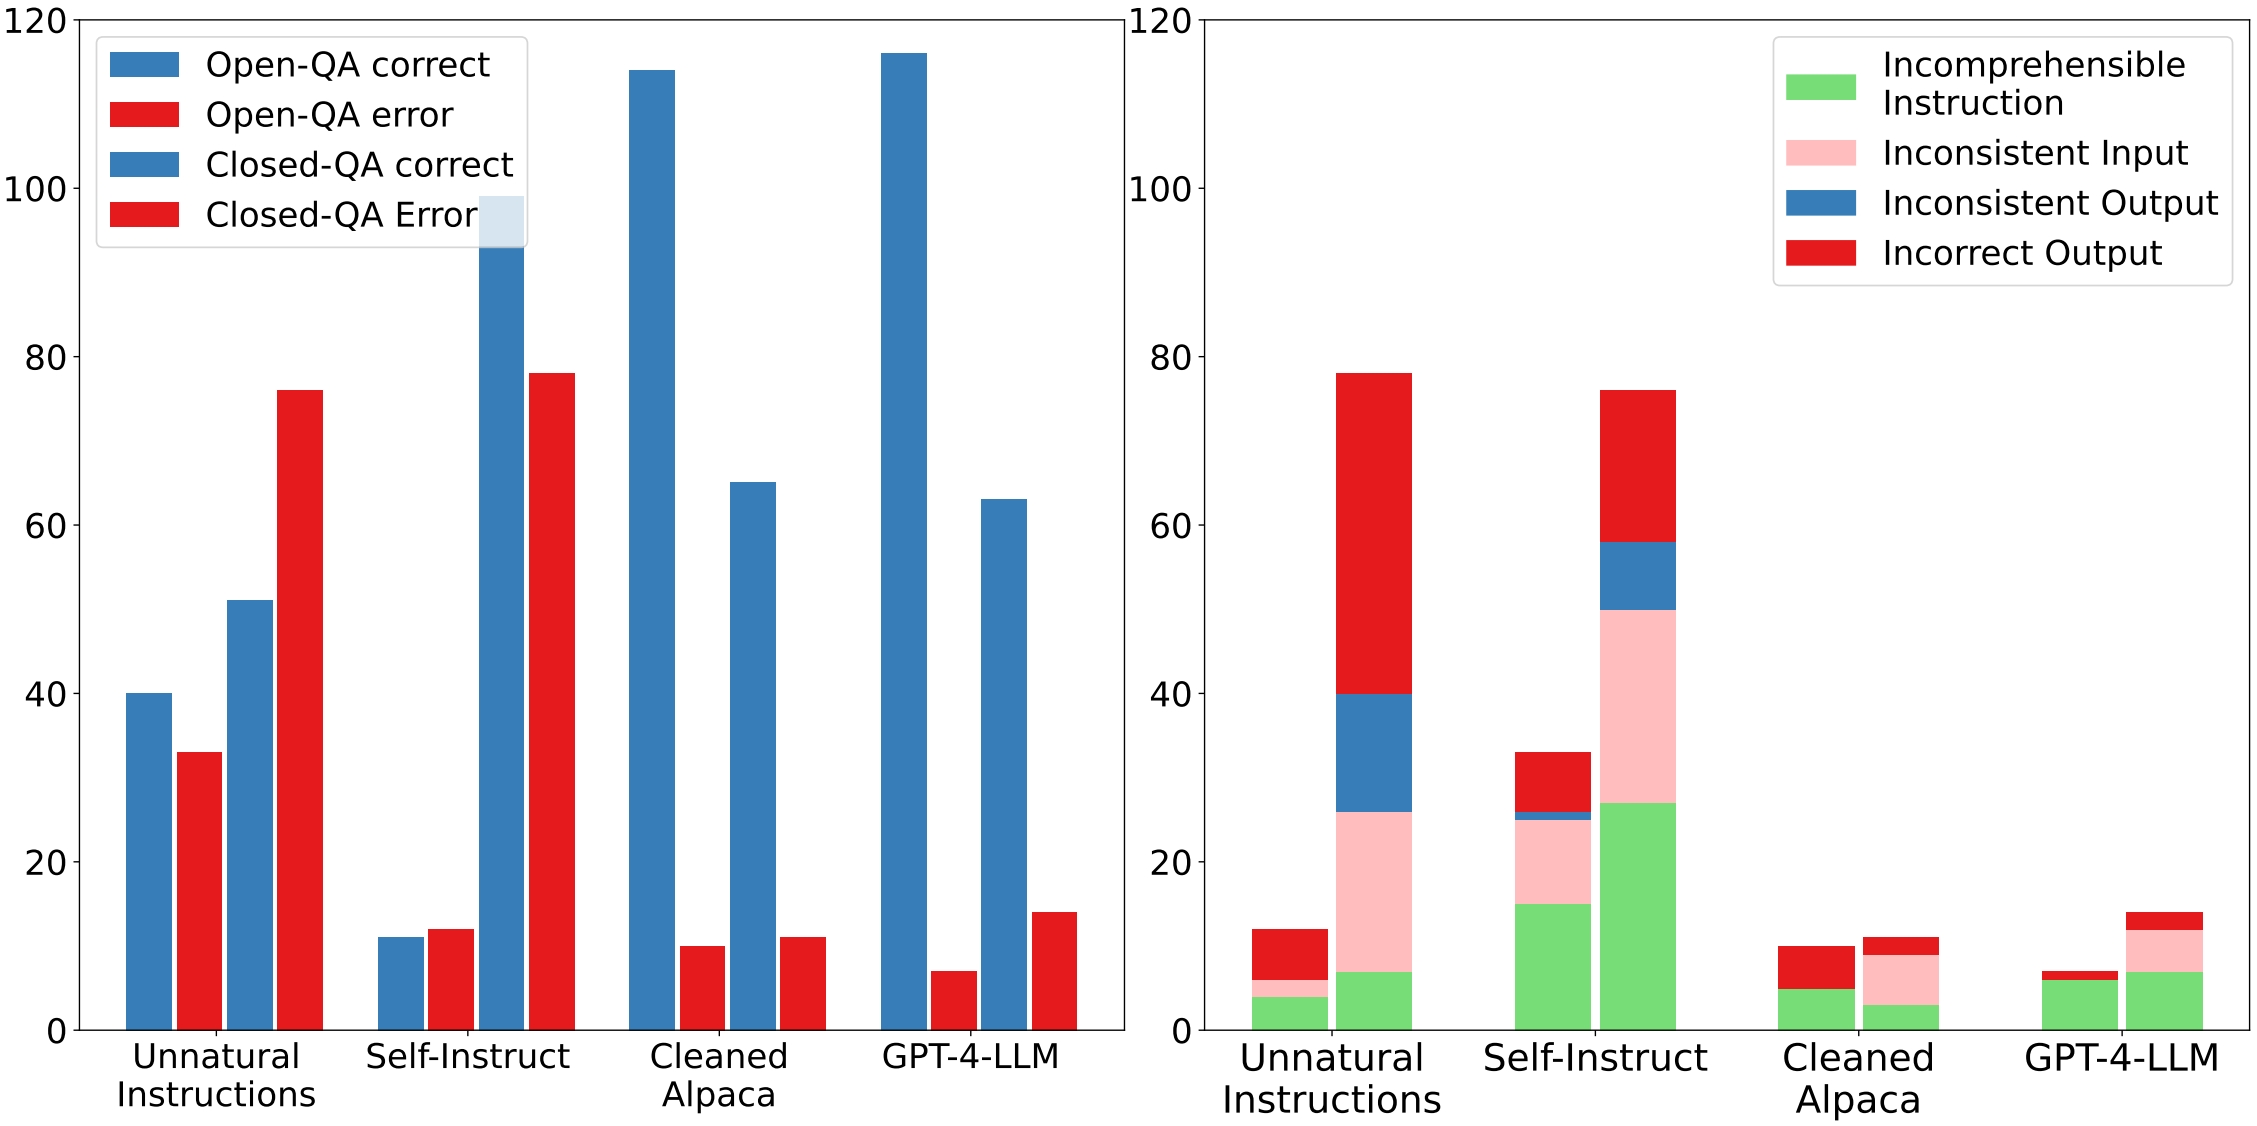 120
100
80
60
40
20
0
Open-QA correct
Open-QA error
Closed-QA correct
Closed-QA Error
Unnatural
Instructions
Self-Instruct
Cleaned
Alpaca
GPT-4-LLM
120
100
80
60
40
20
0
Incomprehensible
Instruction
Inconsistent Input
Inconsistent Output
Incorrect Output
Unnatural
Instructions
Self-Instruct
Cleaned
Alpaca
GPT-4-LLM